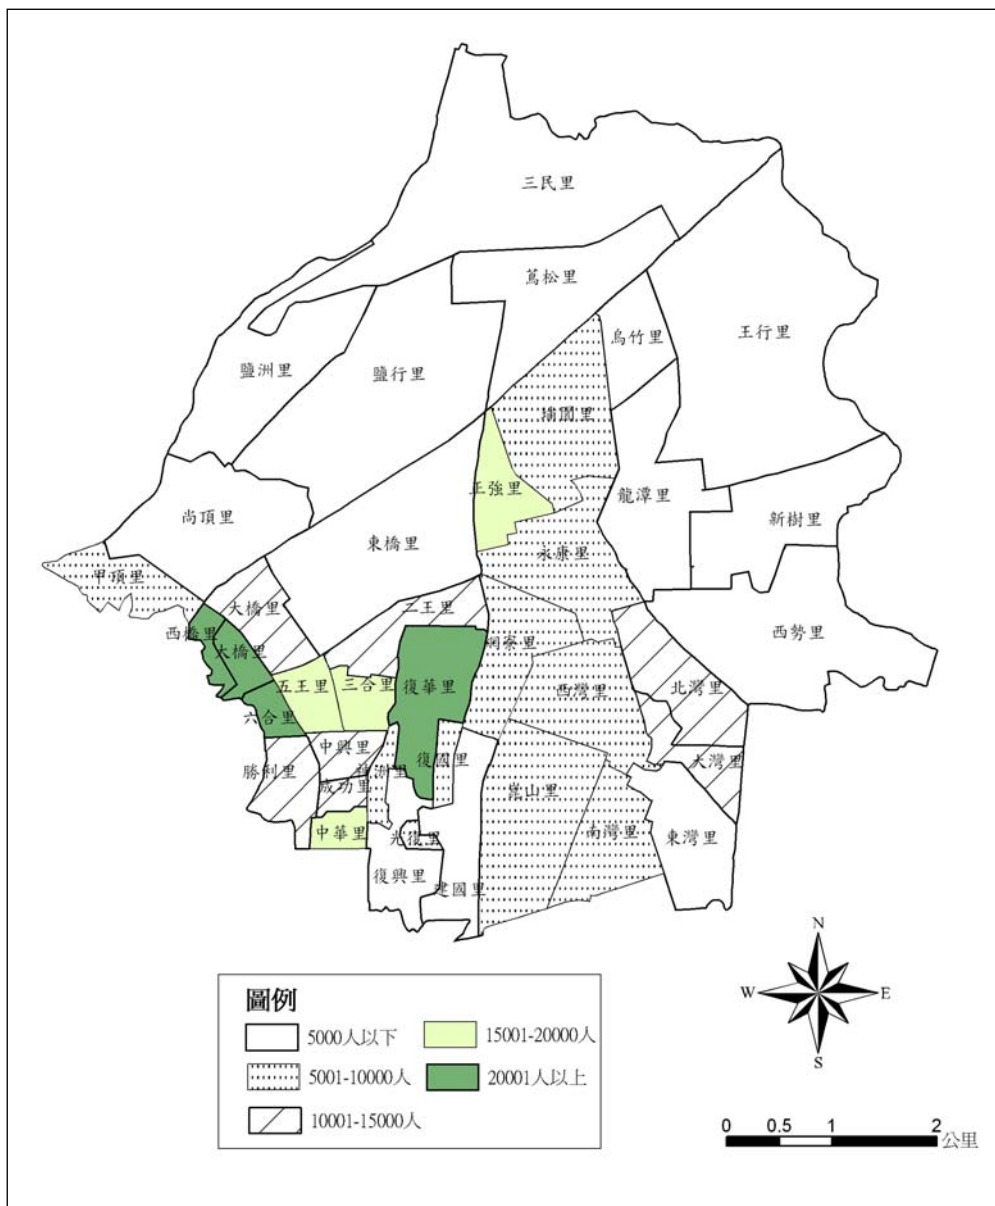 三民里
蔦松里
烏竹里
王行里
鹽洲里
鹽行里
埔園里
正強里
龍潭里
尚頂里
新樹里
東橋里
永康里
甲頂里
大橋里
二王里
西橋里
大橋里
西勢里
五王里
三合里
復華里
西灣里
北灣里
六合里
中興里
勝利里
復國里
大灣里
成功里
崑山里
中華里
光復里
南灣里
東灣里
復興里
建國里
N
W
E
S
圖例
5000人以下
15001-20000人
5001-10000人
20001人以上
10001-15000人
0 0.5 1 2
公里